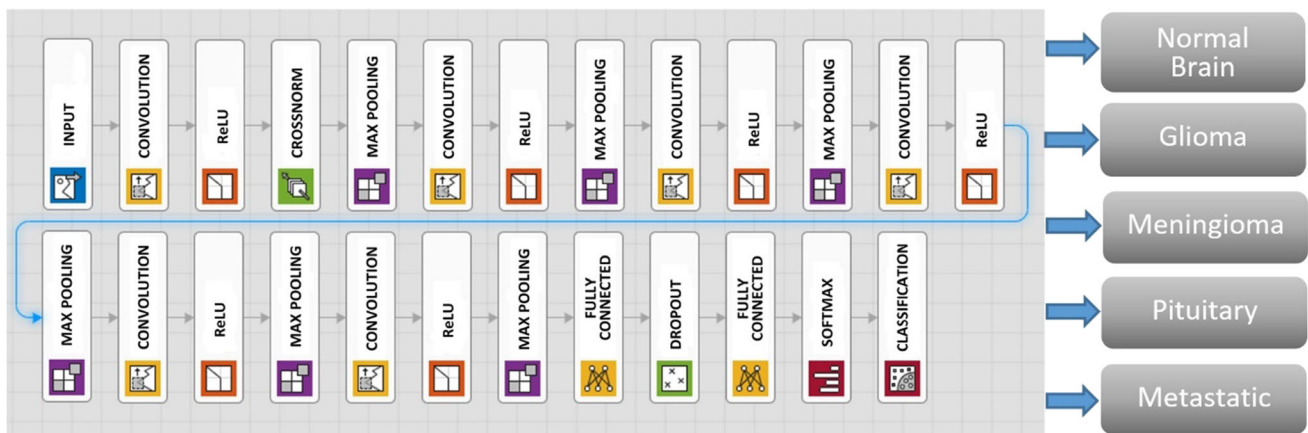 INPUT
CONVOLUTION
ReLU
CROSSNORM
MAX POOLING
CONVOLUTION
ReLU
MAX POOLING
CONVOLUTION
ReLU
MAX POOLING
CONVOLUTION
ReLU
MAX POOLING
CONVOLUTION
ReLU
MAX POOLING
CONVOLUTION
ReLU
MAX POOLING
FULLY
CONNECTED
DROPOUT
FULLY
CONNECTED
SOFTMAX
CLASSIFICATION
Normal
Brain
Glioma
Meningioma
Pituitary
Metastatic